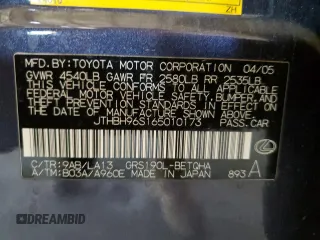 ZH
MFD. BY: TOYOTA MOTOR CORPORATION 04/05
GVWR 4540LB GAWR FR 2580LB RR 2535LB
THIS VEHICLE CONFORMS TO ALL APPLICABLE
FEDERAL MOTOR VEHICLE SAFETY, BUMPER, AND
THEFT PREVENTION STANDARDS IN EFFECT ON
THE DATE OF MANUFACTURE SHOWN ABOVE.
JTHBH96S165010173 PASS.CAR
C/TR: 9AB/LA13 GRS190L-BETQHA
A/TM: B03A/A960E MADE IN JAPAN 893 A